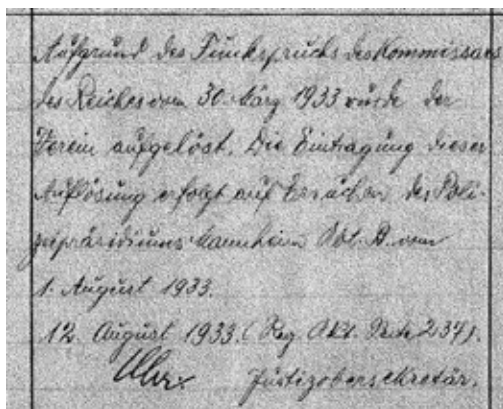 Aufgrund des Funkspruchs des Kommissars
des Reiches vom 30. März 1933 wurde der
Verein aufgelöst. Die Eintragung dieser
Auflösung erfolgt auf Ersuchen des Poli-
zeipräsidiums Mannheim Abt. A. vom
1. August 1933.
12. August 1933. (Reg. Akt. Seite 234).
Justizobersekretär.